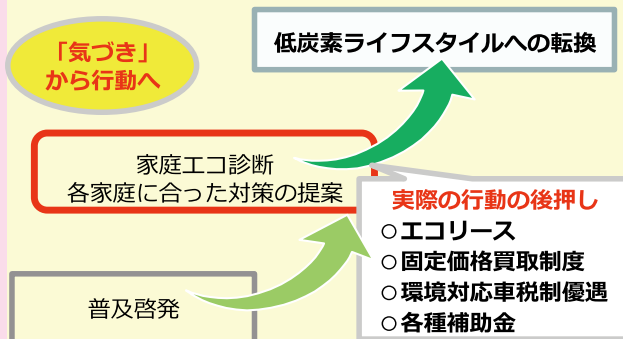 「気づき」
から行動へ
低炭素ライフスタイルへの転換
家庭エコ診断
各家庭に合った対策の提案
実際の行動の後押し
○エコリース
○固定価格買取制度
○環境対応車税制優遇
○各種補助金
普及啓発